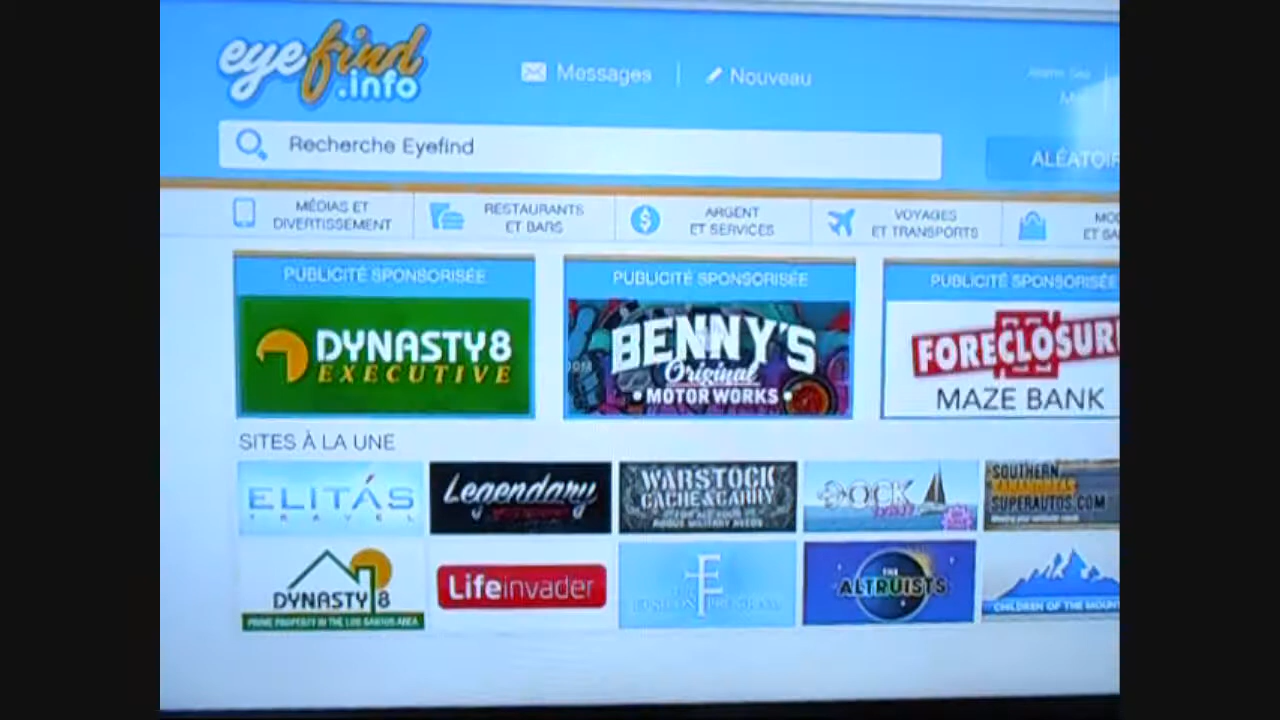 eyefind
.info
Messages
Nouveau
Recherche Eyefind
ALÉATOIR
MÉDIAS ET
DIVERTISSEMENT
RESTAURANTS
ET BARS
ARGENT
ET SERVICES
VOYAGES
ET TRANSPORTS
PUBLICITÉ SPONSORISÉE
PUBLICITÉ SPONSORISÉE
PUBLICITÉ SPONSORISÉE
DYNASTY8
EXECUTIVE
BENNY'S
Original
MOTOR WORKS
FORECLOSUR
MAZE BANK
SITES À LA UNE
ELITÁS
TRAVEL
Legendary
WARSTOCK
CACHE & CARRY
DOCK
SOUTHERN
SUPERAUTOS.COM
DYNASTY 8
PRIME PROPERTY IN THE LOS SANTOS AREA
Lifeinvader
THE
ALTRUISTS
CHILDREN OF THE MOUNT